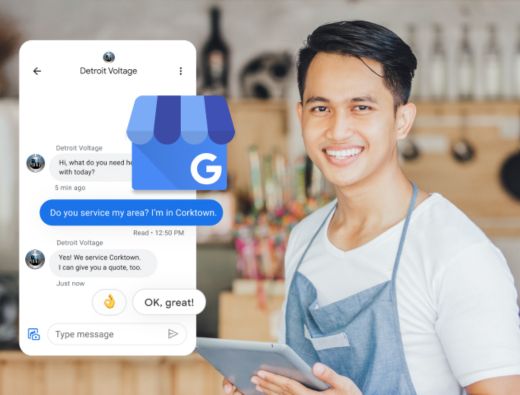 Detroit Voltage
Detroit Voltage
Hi, what do you need
with today?
5 min ago
G
Do you service my area? I'm in Corktown.
Read • 12:50 PM
Detroit Voltage
Yes! We service Corktown.
I can give you a quote, too.
Just now
OK, great!
Type message